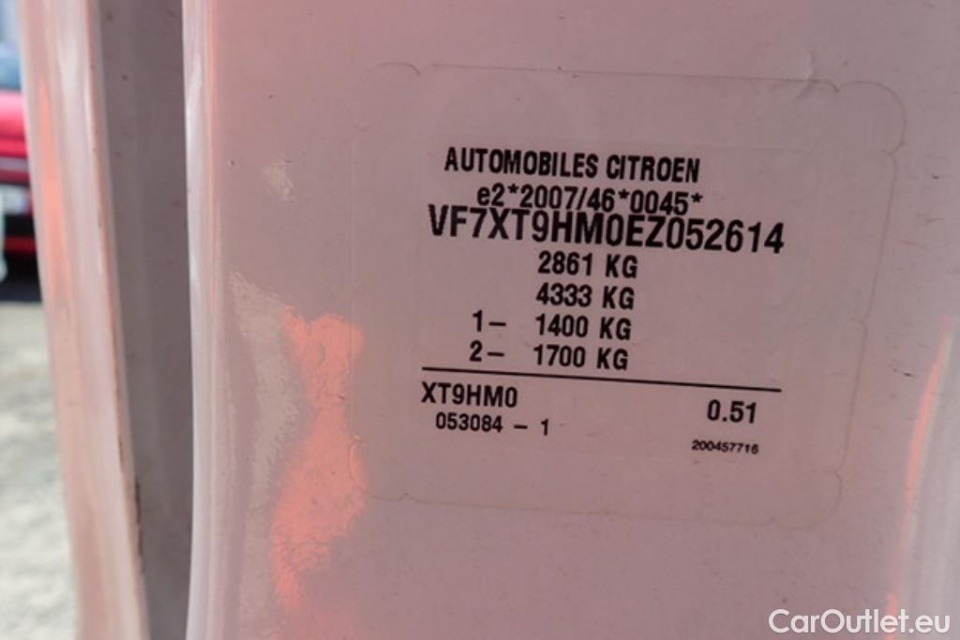 AUTOMOBILES CITROEN
e2*2007/46*0045*
VF7XT9HM0EZ052614
2861 KG
4333 KG
1- 1400 KG
2- 1700 KG
XT9HM0 0.51
053084 - 1 200457716
CarOutlet.eu